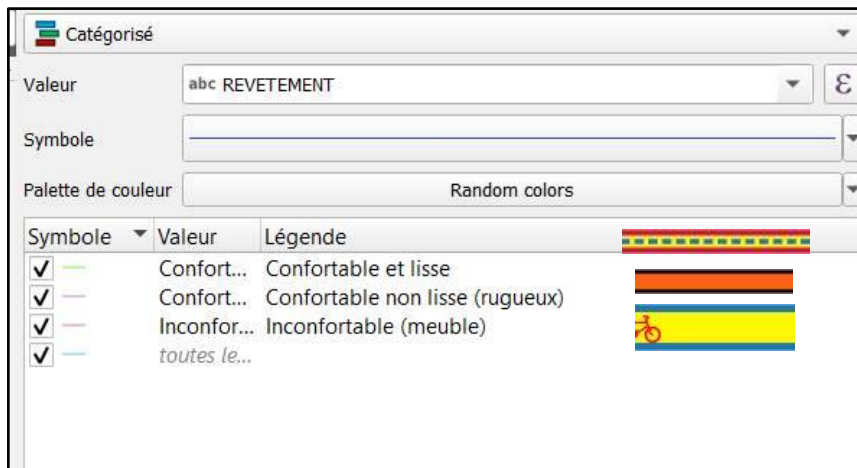 Catégorisé
Valeur abc REVETEMENT ε
Symbole
Palette de couleur Random colors
Symbole Valeur Légende
Confort... Confortable et lisse
Confort... Confortable non lisse (rugueux)
Inconfor... Inconfortable (meuble)
toutes le...